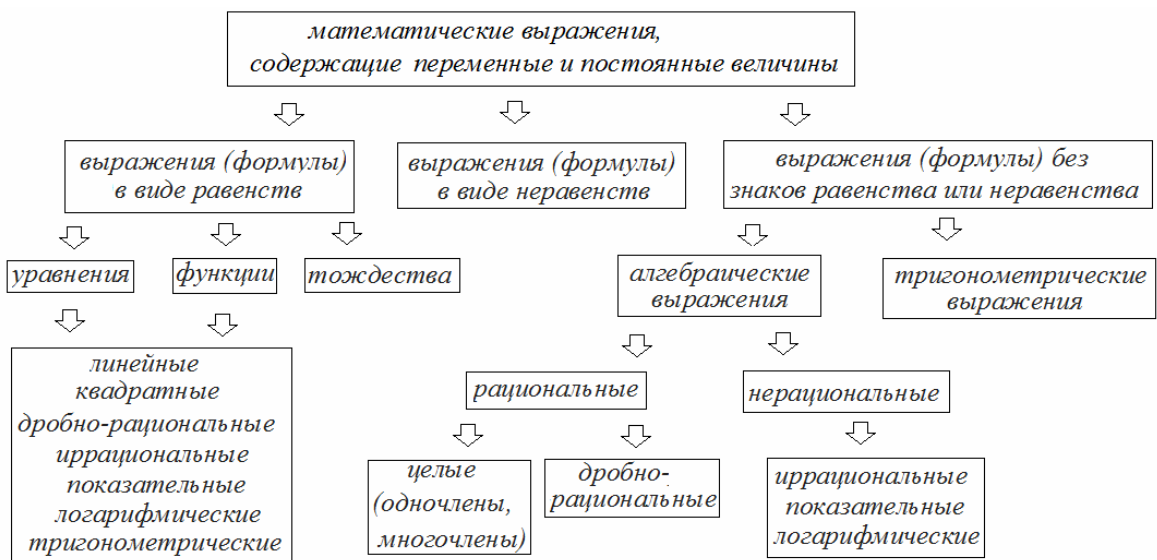 математические выражения,
содержащие переменные и постоянные величины
выражения (формулы)
в виде равенств
выражения (формулы)
в виде неравенств
выражения (формулы) без
знаков равенства или неравенства
уравнения
функции
тождества
алгебраические
выражения
тригонометрические
выражения
линейные
квадратные
дробно-рациональные
иррациональные
показательные
логарифмические
тригонометрические
рациональные
нерациональные
целые
(одночлены,
многочлены)
дробно-
рациональные
иррациональные
показательные
логарифмические